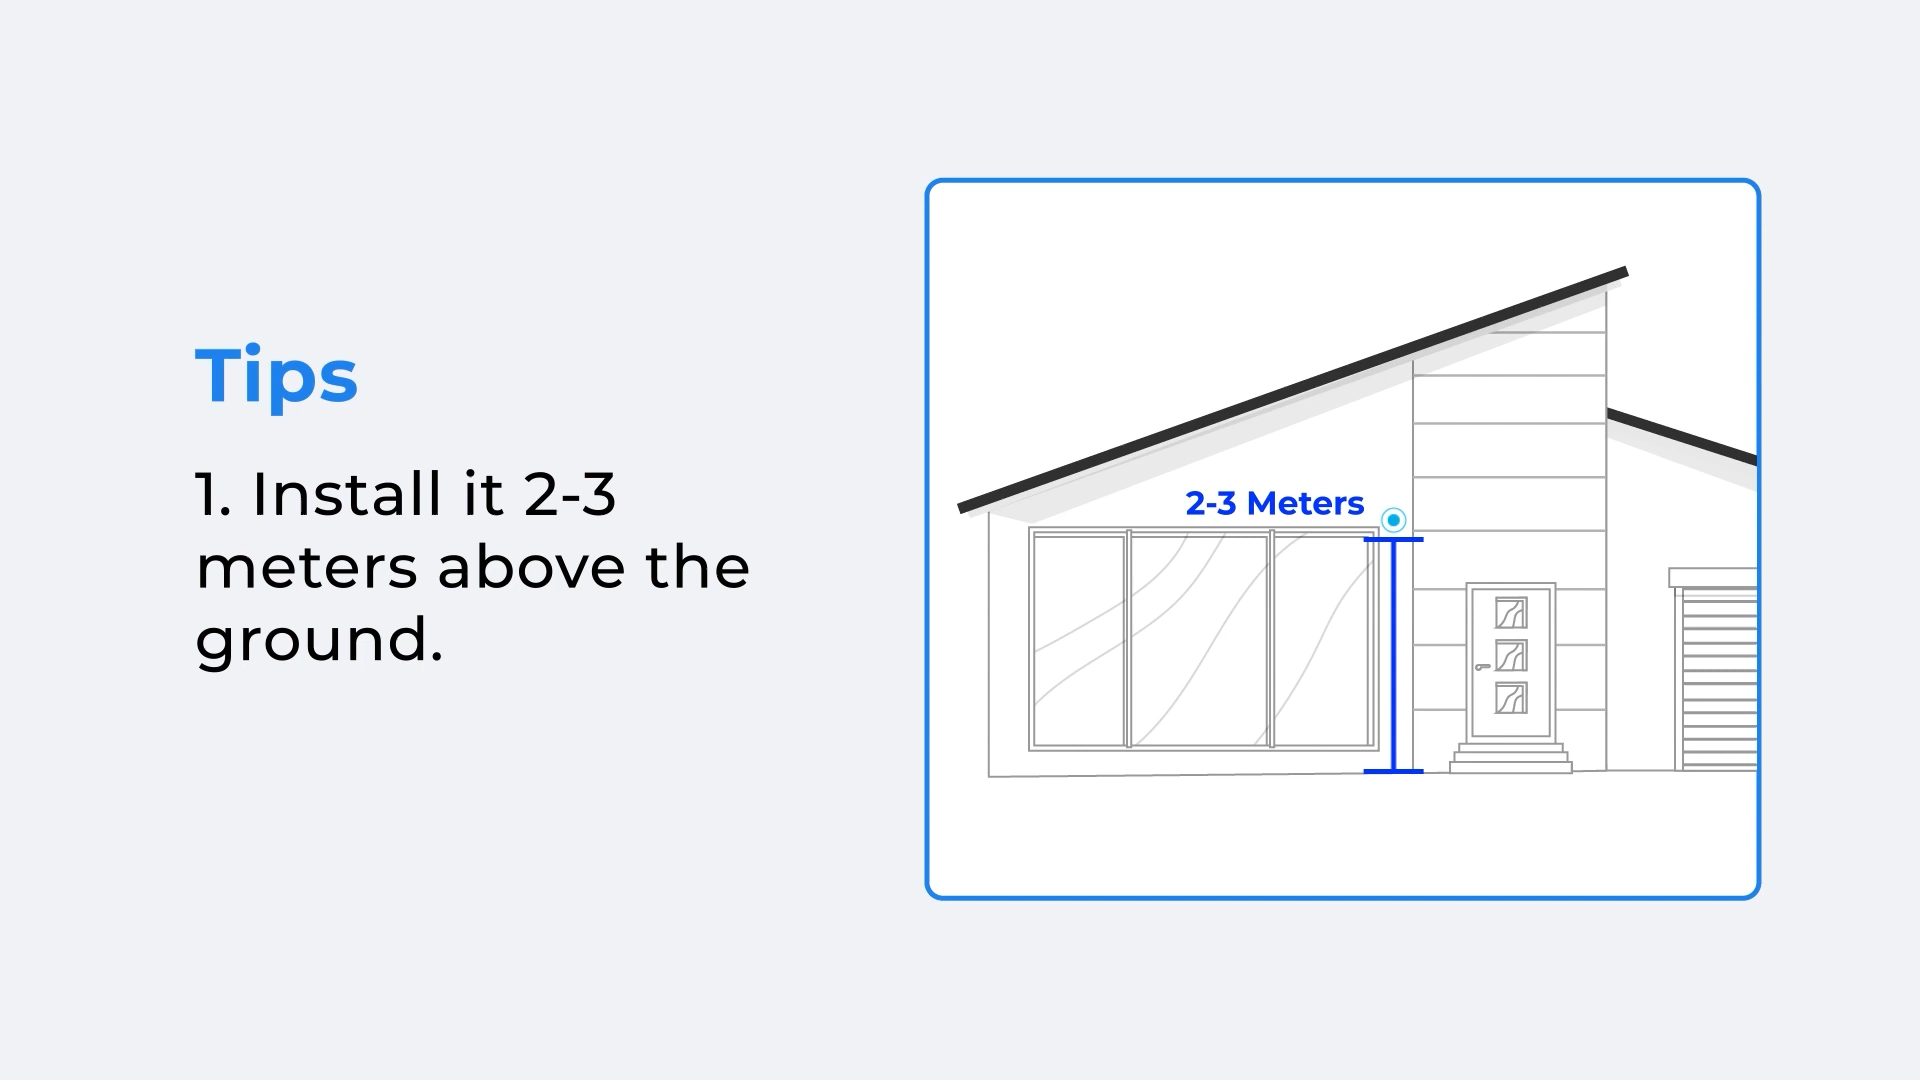 Tips
1. Install it 2-3
meters above the
ground.
2-3 Meters